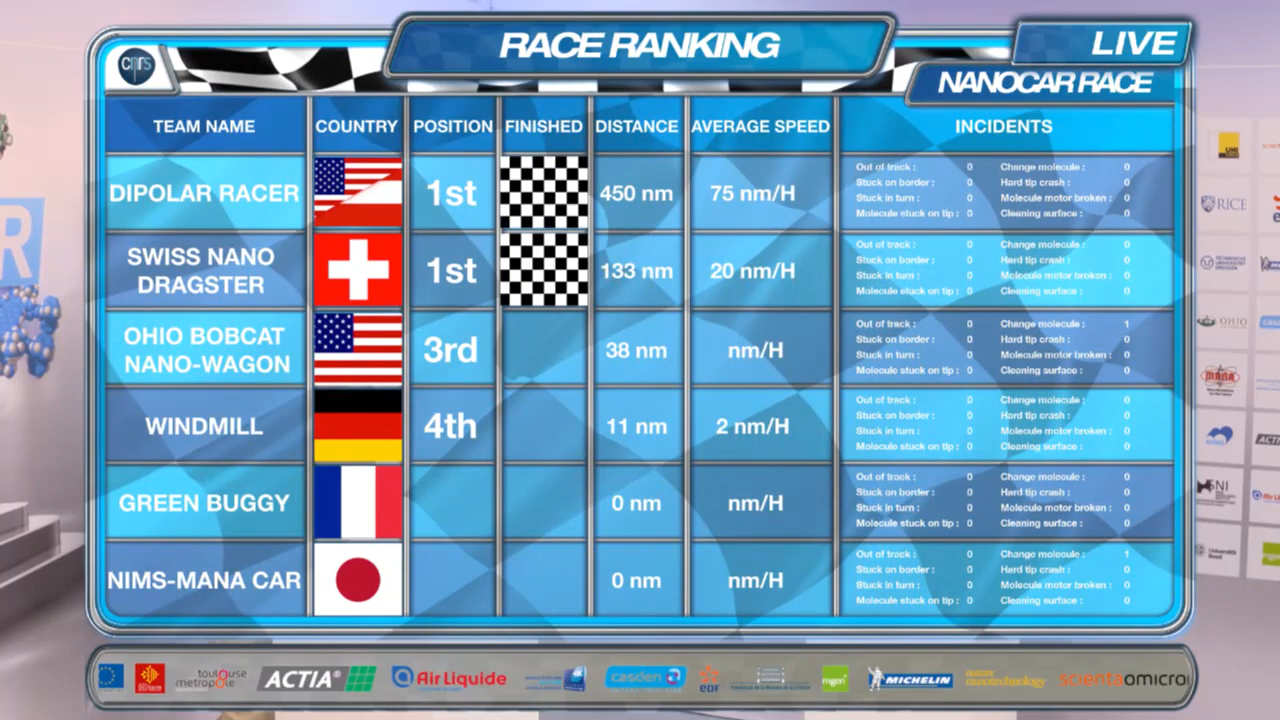 RACE RANKING
LIVE
NANOCAR RACE
cnrs
TEAM NAME COUNTRY POSITION FINISHED DISTANCE AVERAGE SPEED INCIDENTS
DIPOLAR RACER 1st 450 nm 75 nm/H
Out of track : 0 Change molecule : 0
Stuck on border : 0 Hard tip crash : 0
Stuck in turn : 0 Molecule motor broken : 0
Molecule stuck on tip : 0 Cleaning surface : 0
SWISS NANO
DRAGSTER 1st 133 nm 20 nm/H
Out of track : 0 Change molecule : 0
Stuck on border : 0 Hard tip crash : 0
Stuck in turn : 0 Molecule motor broken : 0
Molecule stuck on tip : 0 Cleaning surface : 0
OHIO BOBCAT
NANO-WAGON 3rd 38 nm nm/H
Out of track : 0 Change molecule : 1
Stuck on border : 0 Hard tip crash : 0
Stuck in turn : 0 Molecule motor broken : 0
Molecule stuck on tip : 0 Cleaning surface : 0
WINDMILL 4th 11 nm 2 nm/H
Out of track : 0 Change molecule : 0
Stuck on border : 0 Hard tip crash : 0
Stuck in turn : 0 Molecule motor broken : 0
Molecule stuck on tip : 0 Cleaning surface : 0
GREEN BUGGY 0 nm nm/H
Out of track : 0 Change molecule : 0
Stuck on border : 0 Hard tip crash : 0
Stuck in turn : 0 Molecule motor broken : 0
Molecule stuck on tip : 0 Cleaning surface : 0
NIMS-MANA CAR 0 nm nm/H
Out of track : 0 Change molecule : 1
Stuck on border : 0 Hard tip crash : 0
Stuck in turn : 0 Molecule motor broken : 0
Molecule stuck on tip : 0 Cleaning surface : 0
R
RICE
OHIO
MANA
SNI
toulouse
metropole
ACTIA
Air Liquide
casden
eDF
mgen
MICHELIN
nanotechnology
scientaomicro